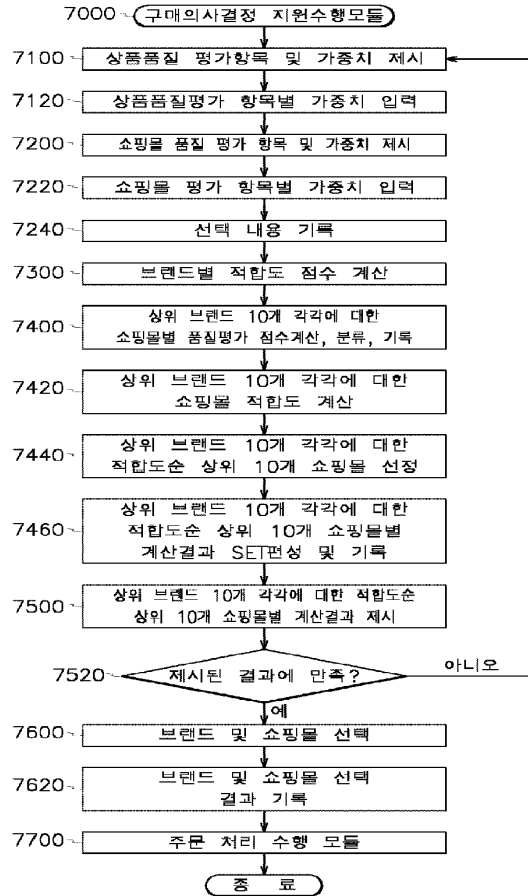 7000 구매의사결정 지원수행모듈
7100 상품품질 평가항목 및 가중치 제시
7120 상품품질평가 항목별 가중치 입력
7200 쇼핑몰 품질 평가 항목 및 가중치 제시
7220 쇼핑몰 평가 항목별 가중치 입력
7240 선택 내용 기록
7300 브랜드별 적합도 점수 계산
7400 상위 브랜드 10개 각각에 대한
쇼핑몰별 품질평가 점수계산, 분류, 기록
7420 상위 브랜드 10개 각각에 대한
쇼핑몰 적합도 계산
7440 상위 브랜드 10개 각각에 대한
적합도순 상위 10개 쇼핑몰 선정
7460 상위 브랜드 10개 각각에 대한
적합도순 상위 10개 쇼핑몰별
계산결과 SET편성 및 기록
7500 상위 브랜드 10개 각각에 대한 적합도순
상위 10개 쇼핑몰별 계산결과 제시
7520 제시된 결과에 만족? 아니오
예
7600 브랜드 및 쇼핑몰 선택
7620 브랜드 및 쇼핑몰 선택
결과 기록
7700 주문 처리 수행 모듈
종 료